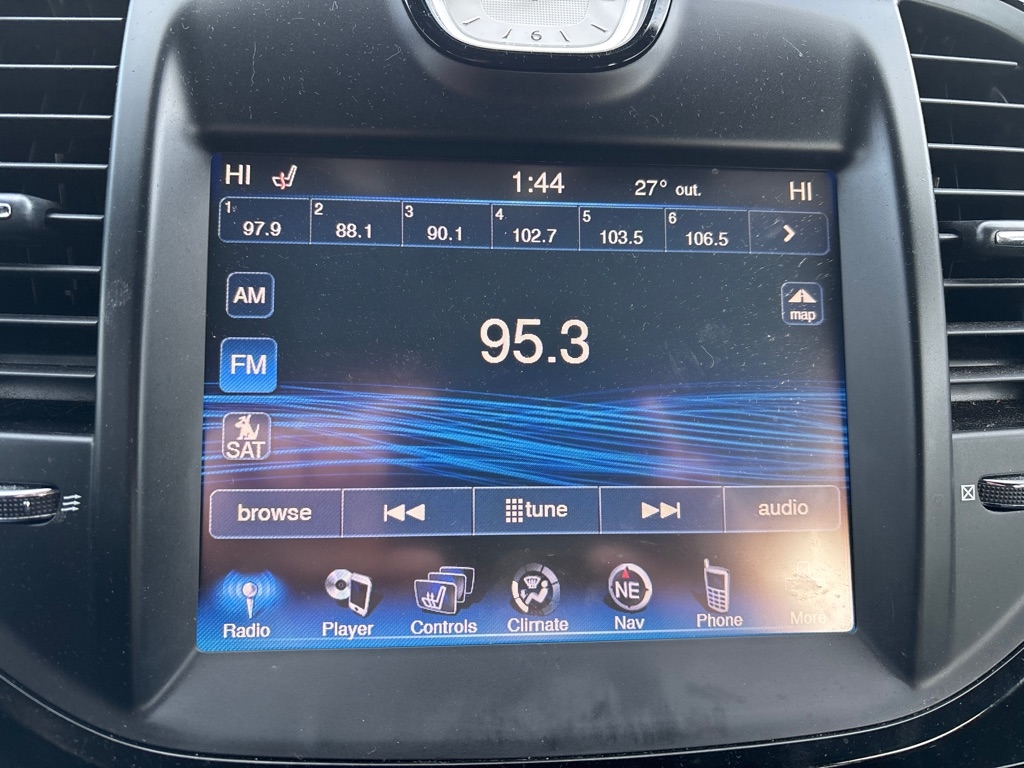 6
HI 1:44 27° out. HI
1 97.9 2 88.1 3 90.1 4 102.7 5 103.5 6 106.5
AM
95.3
map
FM
SAT
browse tune audio
NE
Radio Player Controls Climate Nav Phone More